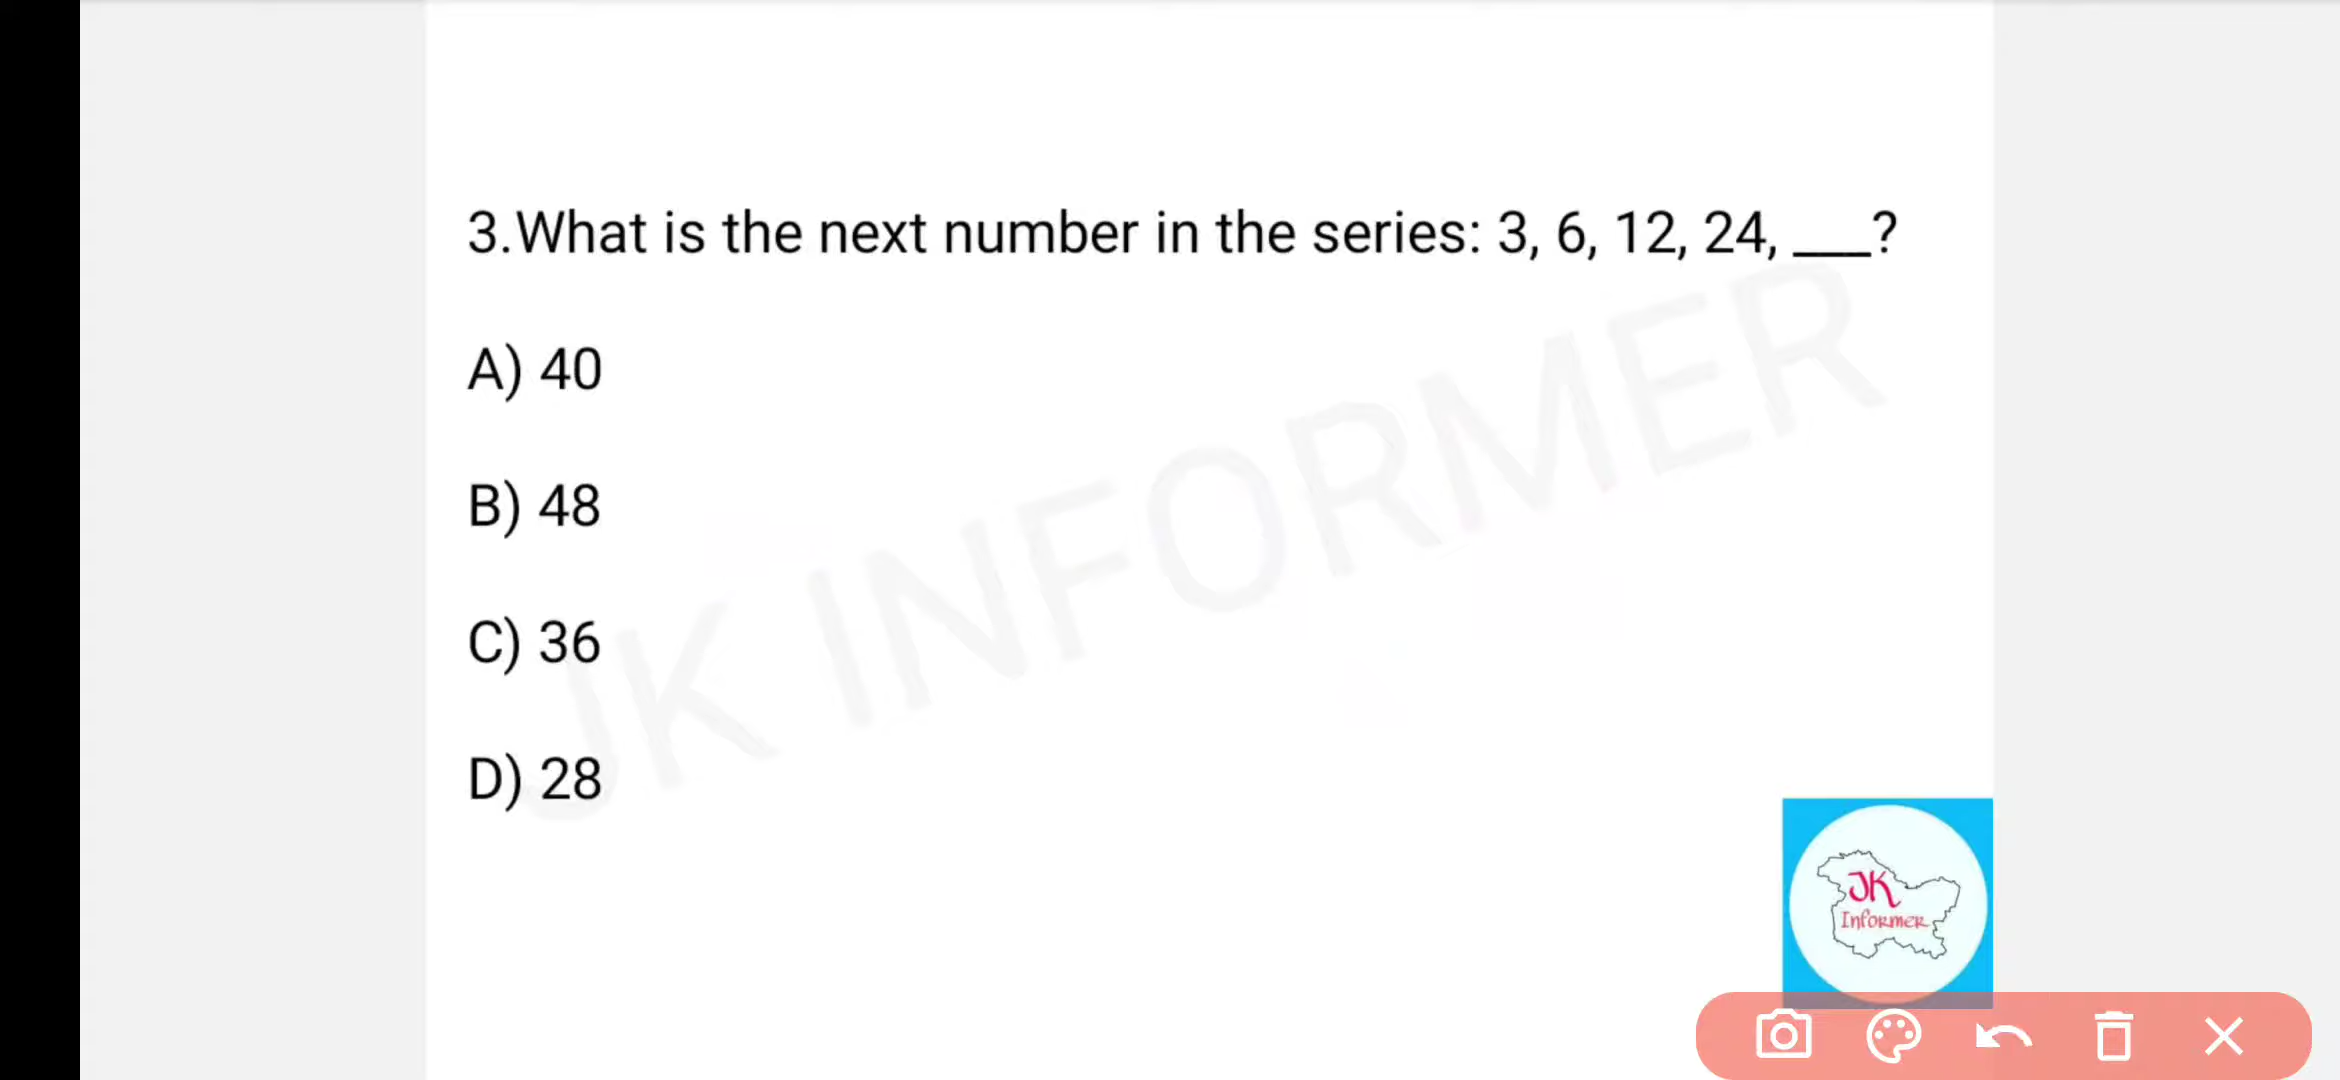 3.What is the next number in the series: 3, 6, 12, 24, ___?
A) 40
B) 48
C) 36
D) 28
JK INFORMER
JK
Informer